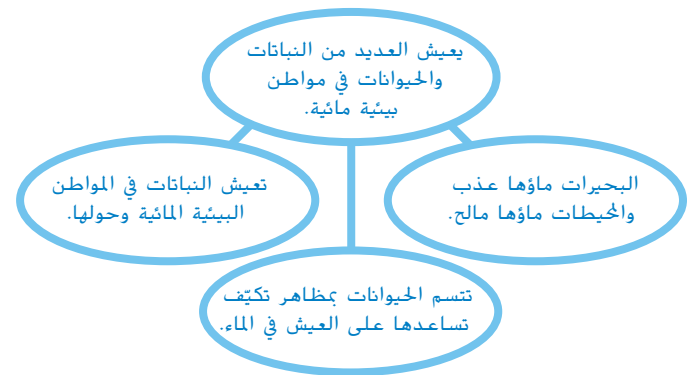 يعيش العديد من النباتات
والحيوانات في مواطن
بيئية مائية.
البحيرات ماؤها عذب
والمحيطات ماؤها مالح.
تعيش النباتات في المواطن
البيئية المائية وحولها.
تتسم الحيوانات بمظاهر تكيّف
تساعدها على العيش في الماء.